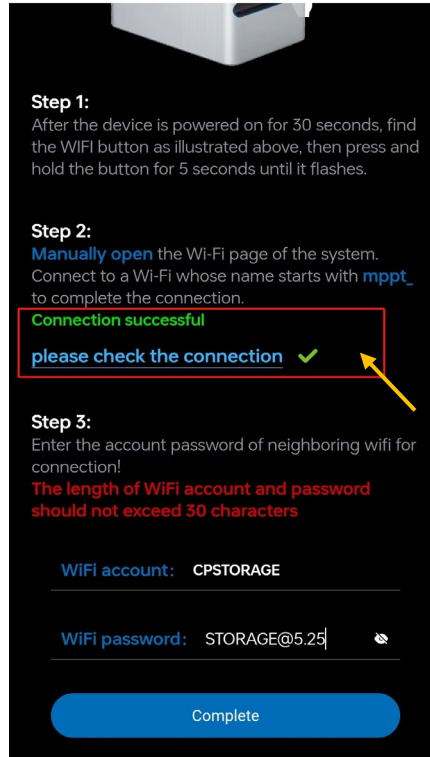 Step 1:
After the device is powered on for 30 seconds, find
the WIFI button as illustrated above, then press and
hold the button for 5 seconds until it flashes.
Step 2:
Manually open the Wi-Fi page of the system.
Connect to a Wi-Fi whose name starts with mppt_
to complete the connection.
Connection successful
please check the connection
Step 3:
Enter the account password of neighboring wifi for
connection!
The length of WiFi account and password
should not exceed 30 characters
WiFi account: CPSTORAGE
WiFi password: STORAGE@5.25
Complete